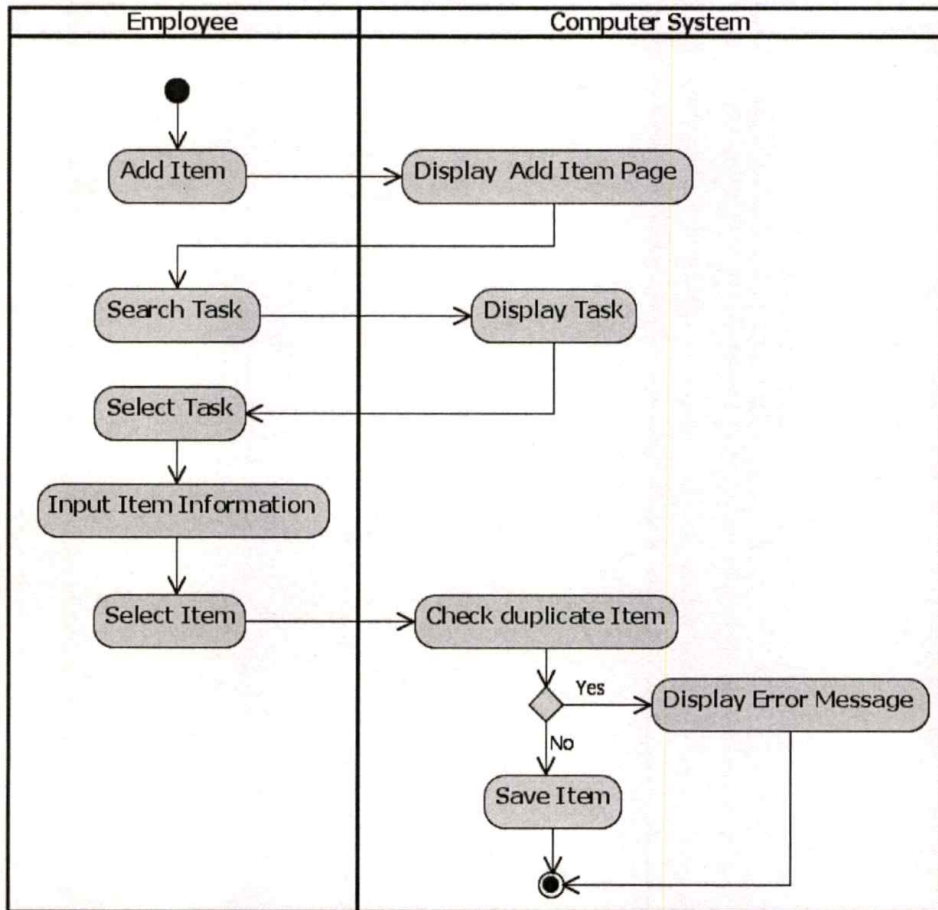 Employee
Computer System
Add Item
Display Add Item Page
Search Task
Display Task
Select Task
Input Item Information
Select Item
Check duplicate Item
Yes
Display Error Message
No
Save Item